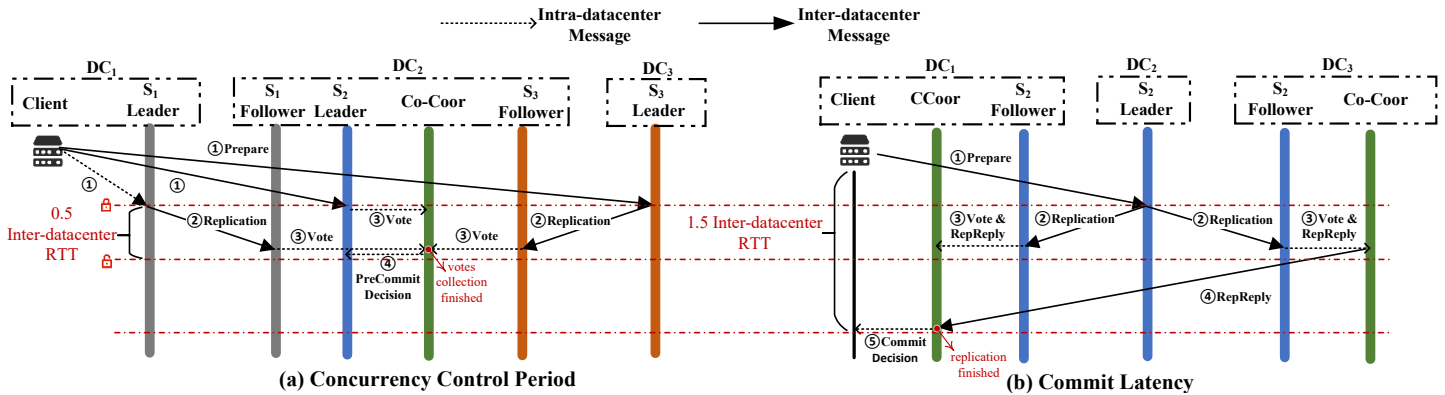 Intra-datacenter
Message
Inter-datacenter
Message
DC1
DC2
DC3
Client
S1
Leader
S1
Follower
S2
Leader
Co-Coor
S3
Follower
S3
Leader
①Prepare
①
①
0.5
Inter-datacenter
RTT
②Replication
③Vote
②Replication
③Vote
③Vote
④
PreCommit
Decision
votes
collection
finished
(a) Concurrency Control Period
DC1
DC2
DC3
Client
CCoor
S2
Follower
S2
Leader
S2
Follower
Co-Coor
①Prepare
1.5 Inter-datacenter
RTT
③Vote &
RepReply
②Replication
②Replication
③Vote &
RepReply
④RepReply
⑤Commit
Decision
replication
finished
(b) Commit Latency